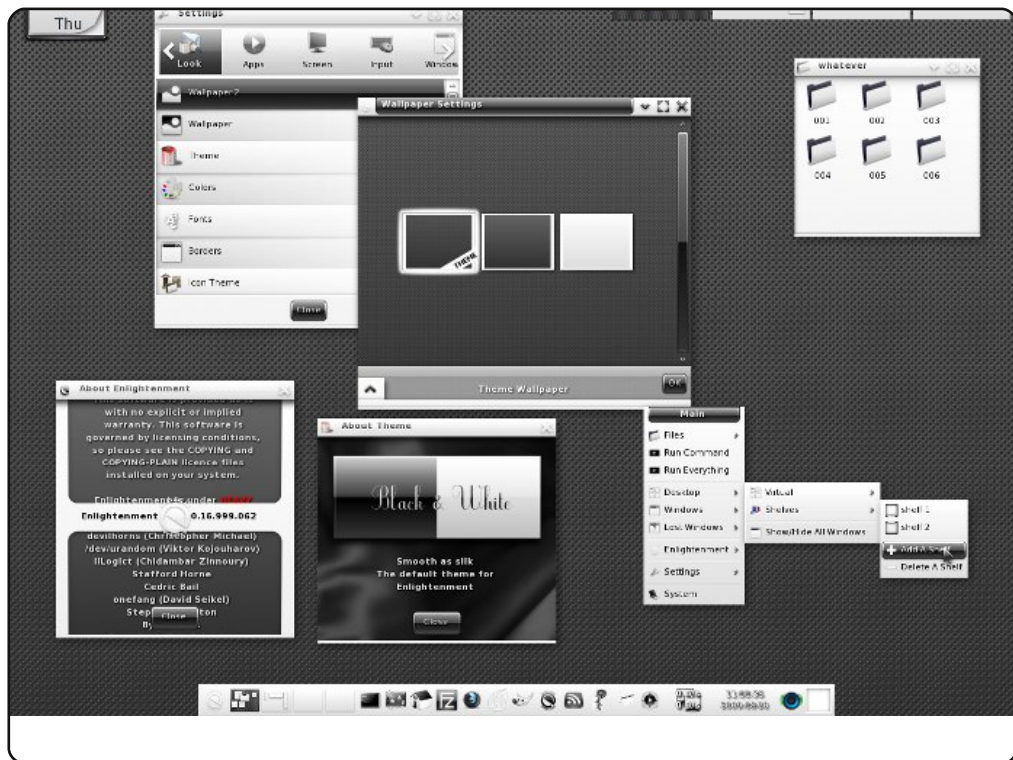 Thu
Settings
Look
Apps
Screen
Input
Window
Wallpaper 2
Wallpaper
Theme
Colors
Fonts
Borders
Icon Theme
Close
Wallpaper Settings
THEME
Theme Wallpaper
OK
whatever
001 002 003
004 005 006
About Enlightenment
with no explicit or implied
warranty. This software is
governed by licensing conditions,
so please see the COPYING and
COPYING-PLAIN licence files
installed on your system.
Enlightenment is under HEAVY
Enlightenment 0.16.999.062
devilhorns (Christopher Michael)
/dev/urandom (Viktor Kojouharov)
Stafford Horne
Cedric Bail
onefang (David Seikel)
Close
About Theme
Black & White
Smooth as silk
The default theme for
Enlightenment
Close
Main
Files
Run Command
Run Everything
Desktop
Windows
Lost Windows
Enlightenment
Settings
System
Virtual
Shelves
Show/Hide All Windows
shelf 1
shelf 2
Add A Shelf
Delete A Shelf